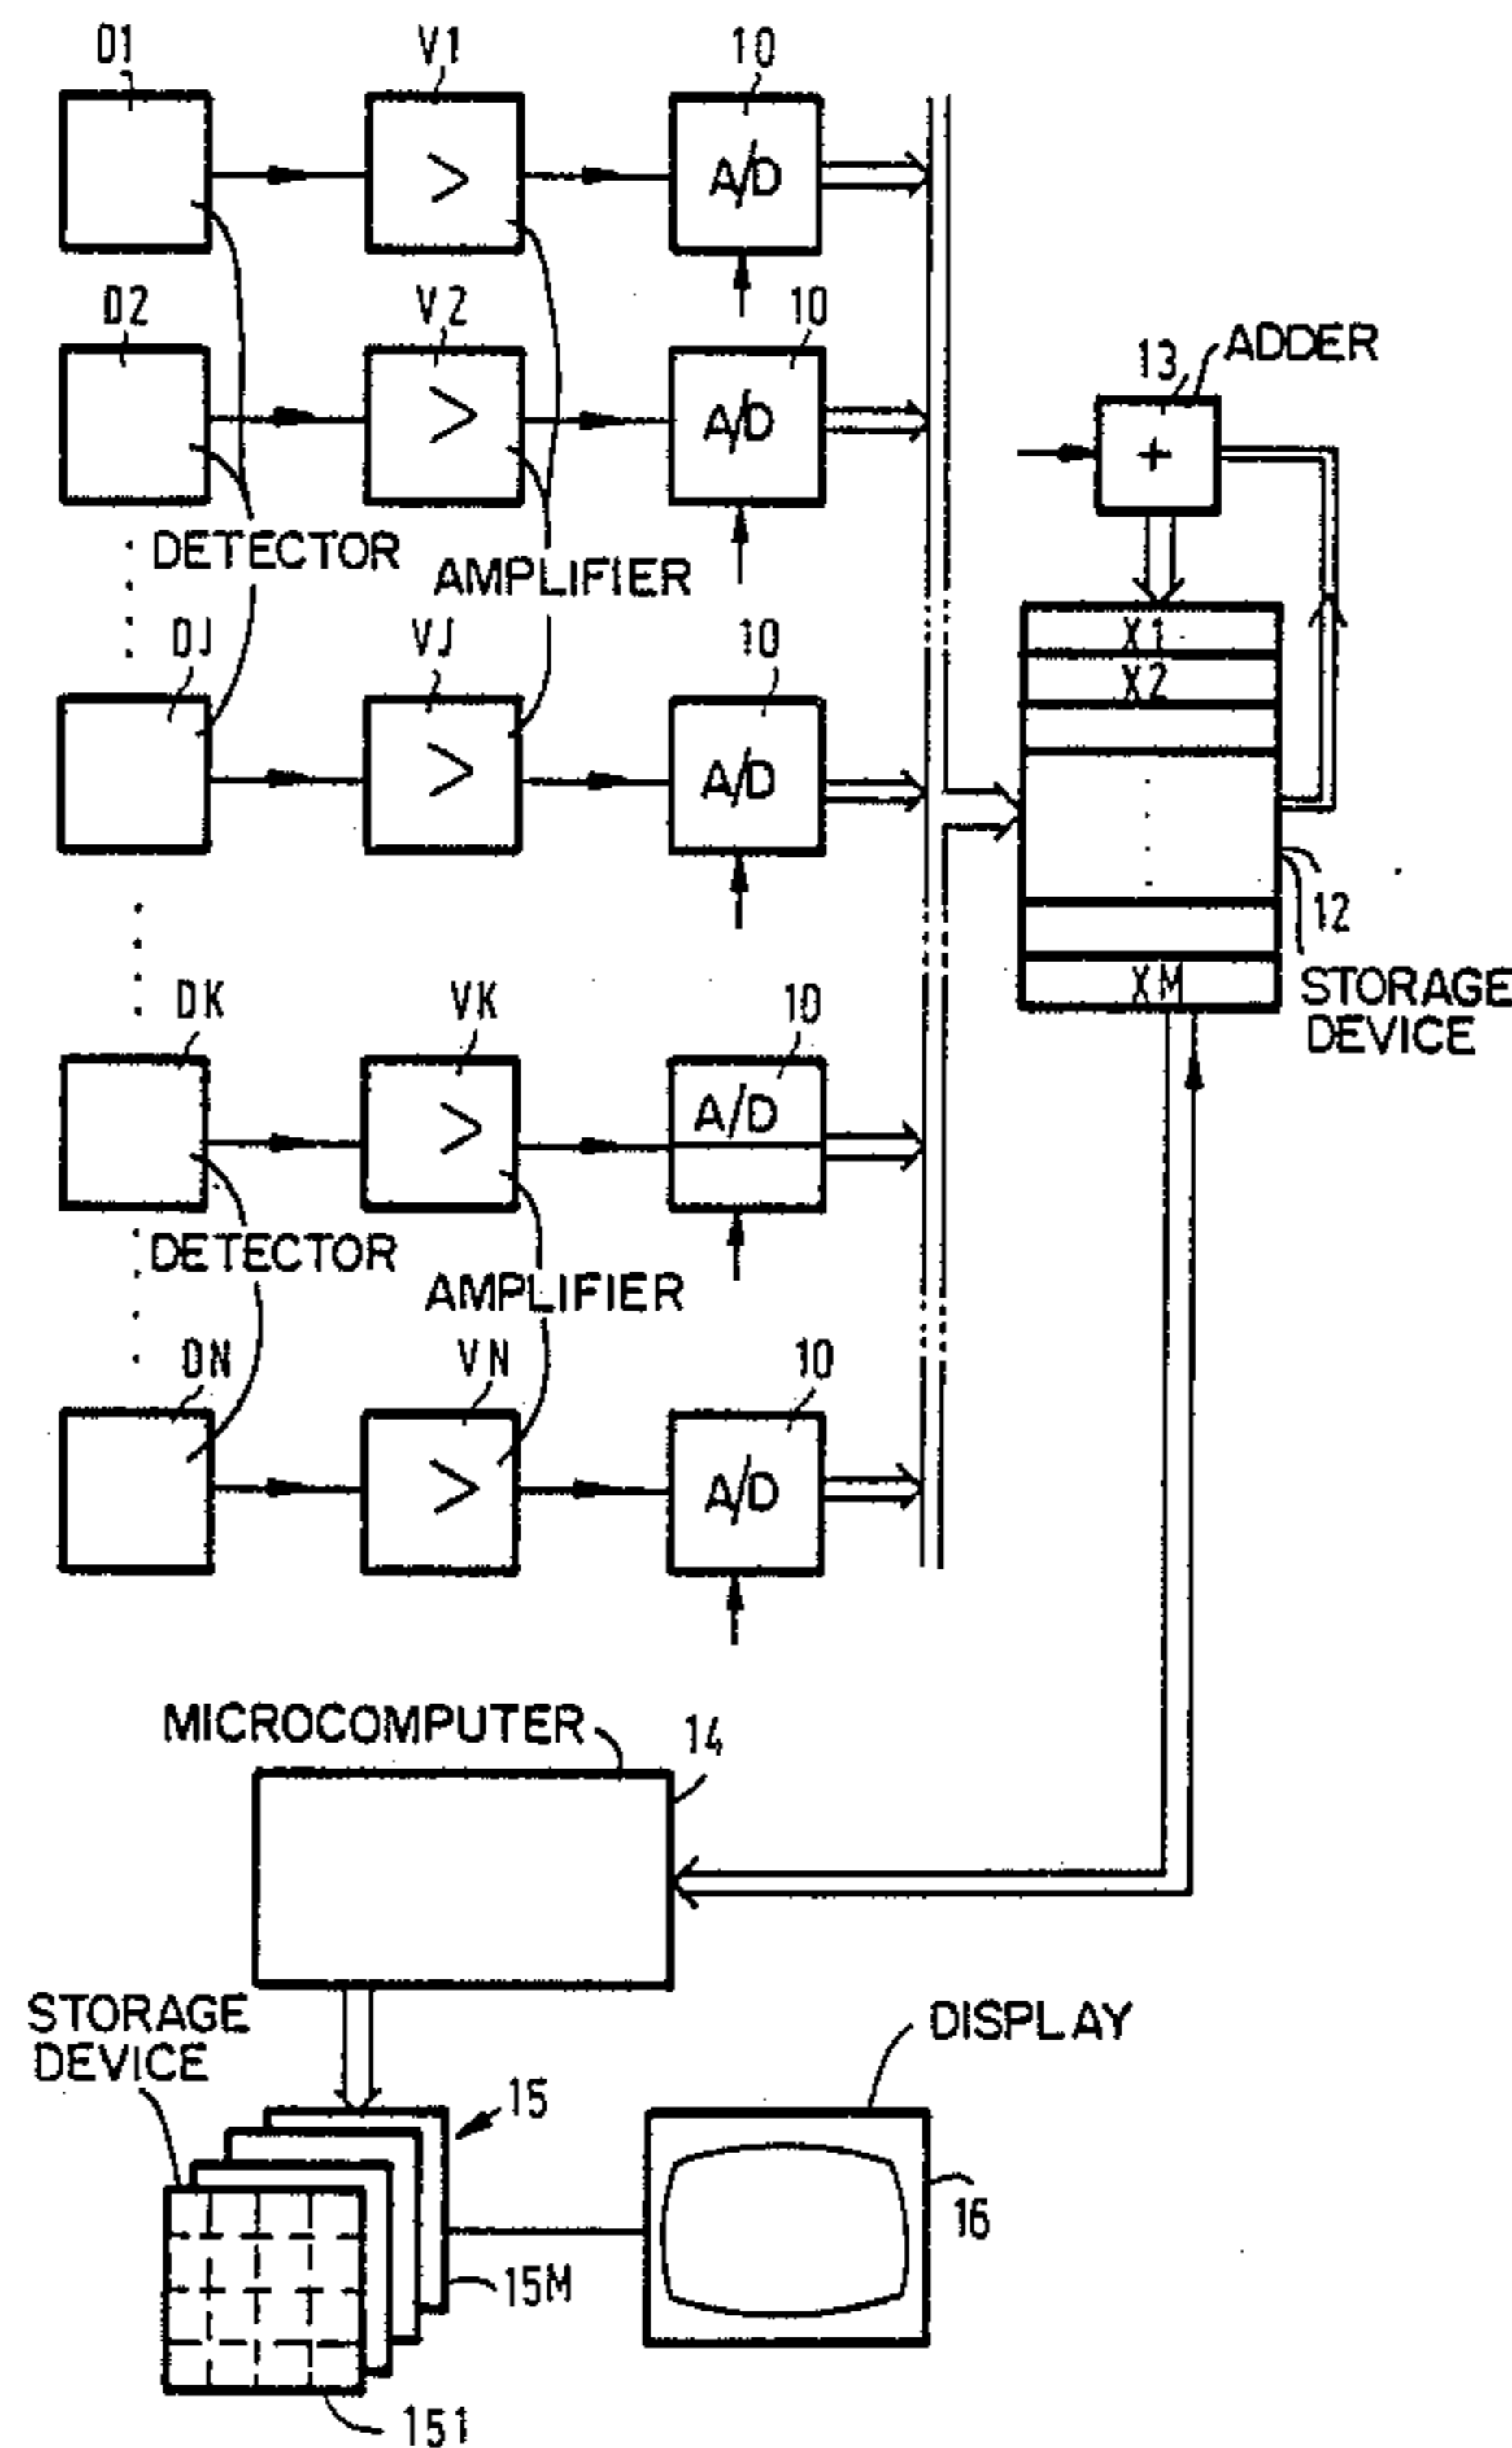 D1 V1 10
> A/D
D2 V2 10
> A/D
13 ADDER
+
DETECTOR
AMPLIFIER
DJ VJ 10
> A/D
X1
X2
XM
12
STORAGE
DEVICE
DK VK 10
> A/D
DETECTOR
AMPLIFIER
DN VN 10
> A/D
MICROCOMPUTER 14
STORAGE
DEVICE
DISPLAY
15
16
15M
151